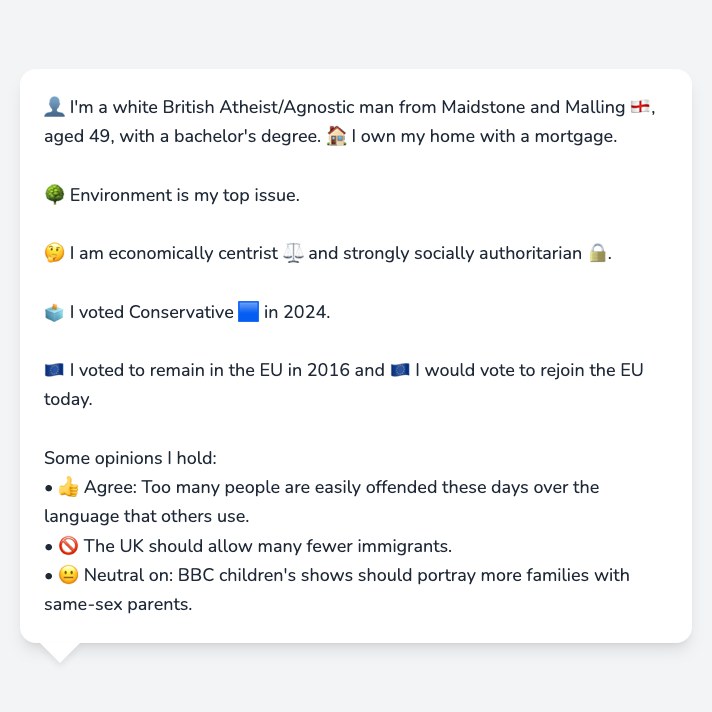 👤 I'm a white British Atheist/Agnostic man from Maidstone and Malling 🏴󠁧󠁢󠁥󠁮󠁧󠁿,
aged 49, with a bachelor's degree. 🏠 I own my home with a mortgage.
🌳 Environment is my top issue.
🤔 I am economically centrist ⚖️ and strongly socially authoritarian 🔒.
🗳️ I voted Conservative 🟦 in 2024.
🇪🇺 I voted to remain in the EU in 2016 and 🇪🇺 I would vote to rejoin the EU
today.
Some opinions I hold:
• 👍 Agree: Too many people are easily offended these days over the
language that others use.
• 🚫 The UK should allow many fewer immigrants.
• 😐 Neutral on: BBC children's shows should portray more families with
same-sex parents.